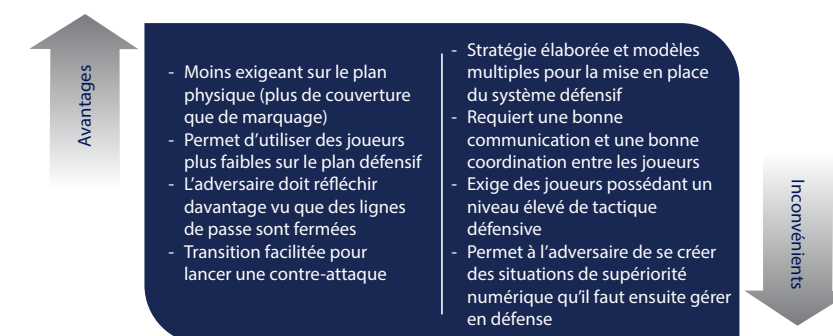 Avantages
- Moins exigeant sur le plan
physique (plus de couverture
que de marquage)
- Permet d'utiliser des joueurs
plus faibles sur le plan défensif
- L'adversaire doit réfléchir
davantage vu que des lignes
de passe sont fermées
- Transition facilitée pour
lancer une contre-attaque
- Stratégie élaborée et modèles
multiples pour la mise en place
du système défensif
- Requiert une bonne
communication et une bonne
coordination entre les joueurs
- Exige des joueurs possédant un
niveau élevé de tactique
défensive
- Permet à l'adversaire de se créer
des situations de supériorité
numérique qu'il faut ensuite gérer
en défense
Inconvénients